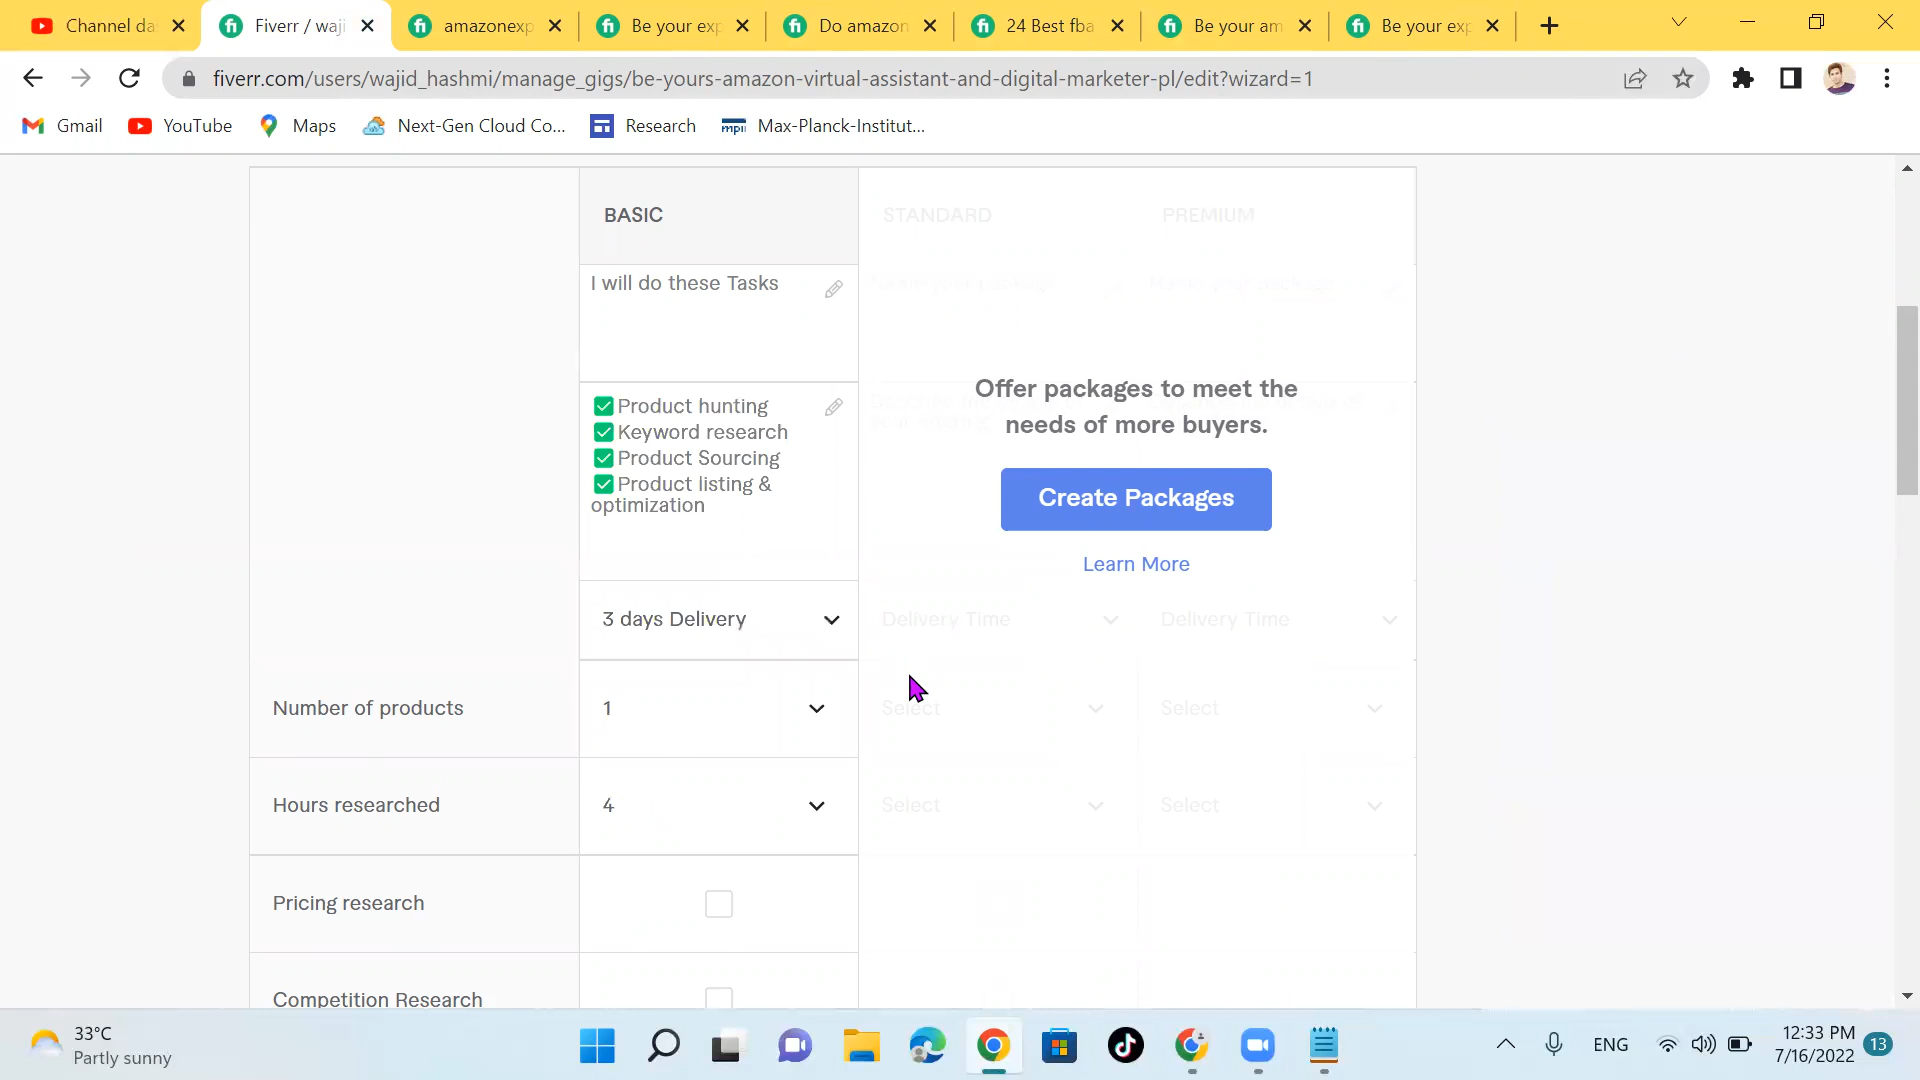 Channel da
Fiverr / waji
amazonexp
Be your exp
Do amazon
24 Best fba
Be your am
Be your exp
fiverr.com/users/wajid_hashmi/manage_gigs/be-yours-amazon-virtual-assistant-and-digital-marketer-pl/edit?wizard=1
Gmail
YouTube
Maps
Next-Gen Cloud Co...
Research
mpii
Max-Planck-Institut...
BASIC
STANDARD
PREMIUM
I will do these Tasks
Product hunting
Keyword research
Product Sourcing
Product listing &
optimization
Offer packages to meet the
needs of more buyers.
Create Packages
Learn More
3 days Delivery
Delivery Time
Delivery Time
Number of products
1
Select
Select
Hours researched
4
Select
Select
Pricing research
Competition Research
33°C
Partly sunny
ENG
12:33 PM
7/16/2022
13